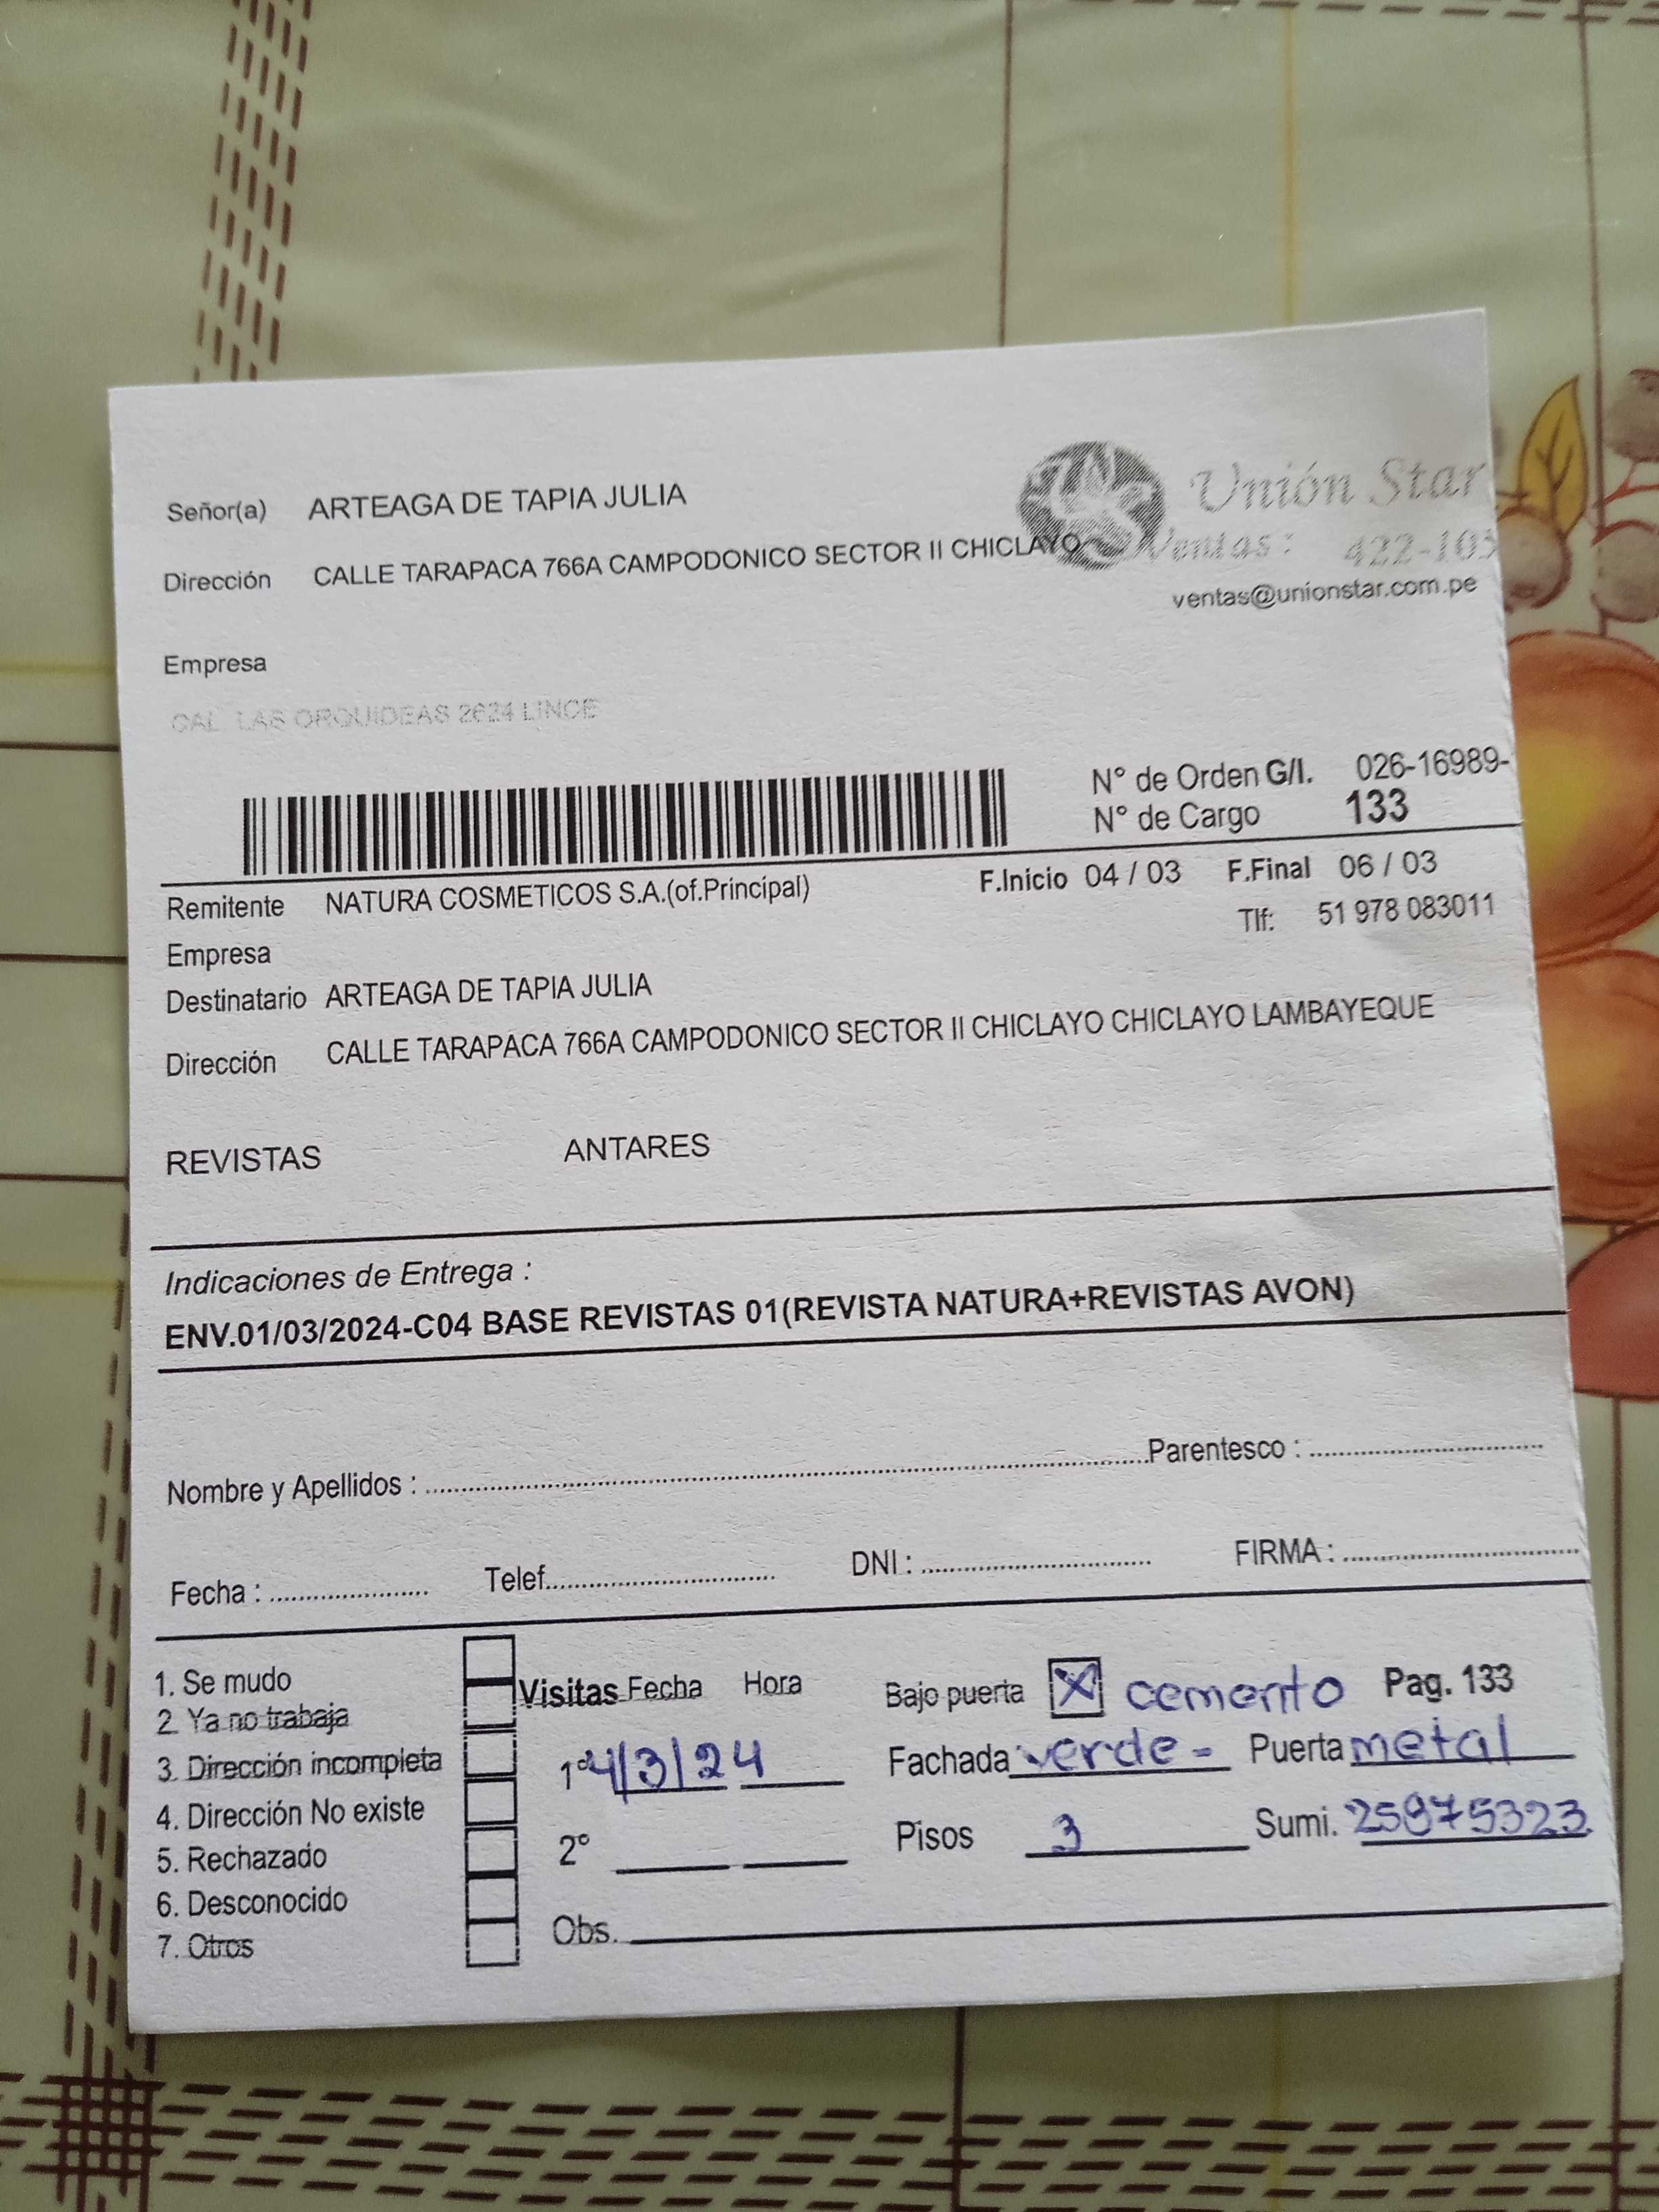 Unión Star
Señor(a) ARTEAGA DE TAPIA JULIA
Ventas: 422-105
Dirección CALLE TARAPACA 766A CAMPODONICO SECTOR II CHICLAYO
ventas@unionstar.com.pe
Empresa
CAL LAS ORQUIDEAS 2624 LINCE
N° de Orden G/I. 026-16989-
N° de Cargo 133
Remitente NATURA COSMETICOS S.A.(of.Principal) F.Inicio 04 / 03 F.Final 06 / 03
Empresa Tlf: 51 978 083011
Destinatario ARTEAGA DE TAPIA JULIA
Dirección CALLE TARAPACA 766A CAMPODONICO SECTOR II CHICLAYO CHICLAYO LAMBAYEQUE
REVISTAS ANTARES
Indicaciones de Entrega :
ENV.01/03/2024-C04 BASE REVISTAS 01(REVISTA NATURA+REVISTAS AVON)
Nombre y Apellidos : Parentesco :
Fecha : Telef. DNI : FIRMA :
1. Se mudo
2. Ya no trabaja
3. Dirección incompleta
4. Dirección No existe
5. Rechazado
6. Desconocido
7. Otros
Visitas Fecha Hora
1° 4/3/24
2°
Obs.
Bajo puerta X cemento Pag. 133
Fachada verde - Puerta metal
Pisos 3 Sumi. 25975323